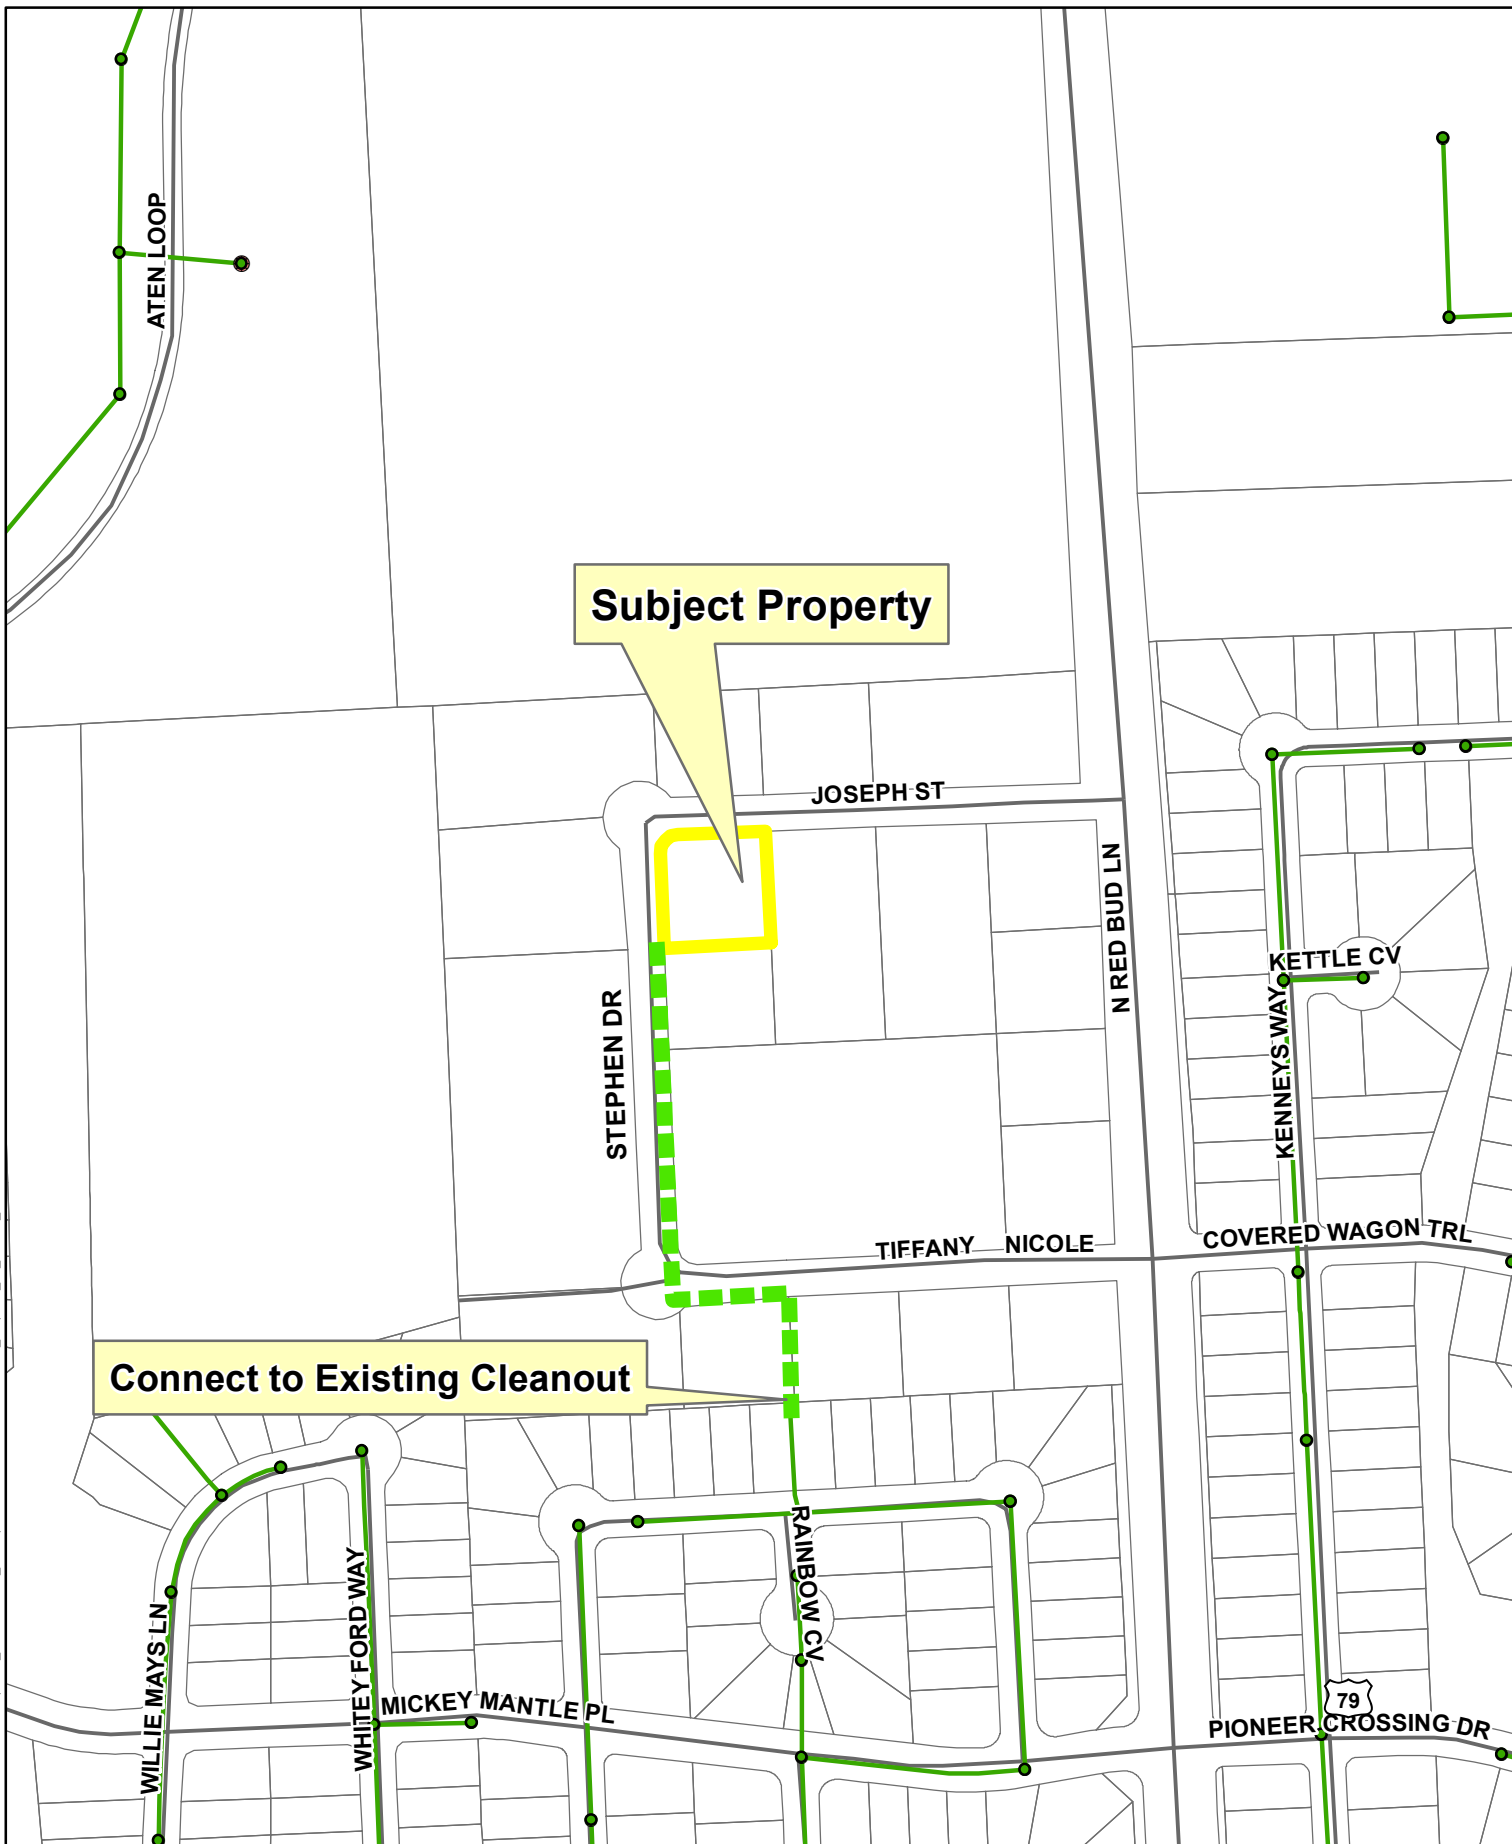 ATEN LOOP
Subject Property
JOSEPH ST
N RED BUD LN
KETTLE CV
STEPHEN DR
KENNEYS WAY
TIFFANY NICOLE
COVERED WAGON TRL
Connect to Existing Cleanout
RAINBOW CV
WHITEY FORD WAY
WILLIE MAYS LN
MICKEY MANTLE PL
79
PIONEER CROSSING DR